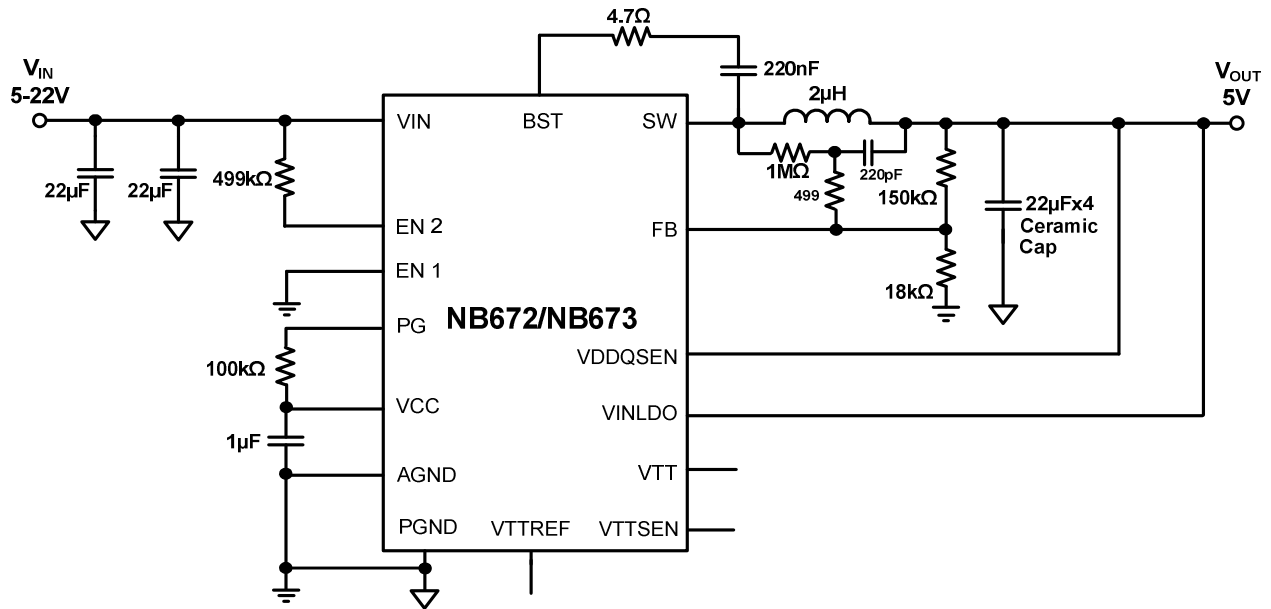 4.7Ω
VIN
5-22V
220nF
VOUT
5V
2µH
VIN
BST
SW
1MΩ
220pF
22µF
22µF
499kΩ
499
150kΩ
22µFx4
Ceramic
Cap
EN 2
FB
EN 1
18kΩ
NB672/NB673
PG
VDDQSEN
100kΩ
VCC
VINLDO
1µF
AGND
VTT
PGND
VTTREF
VTTSEN